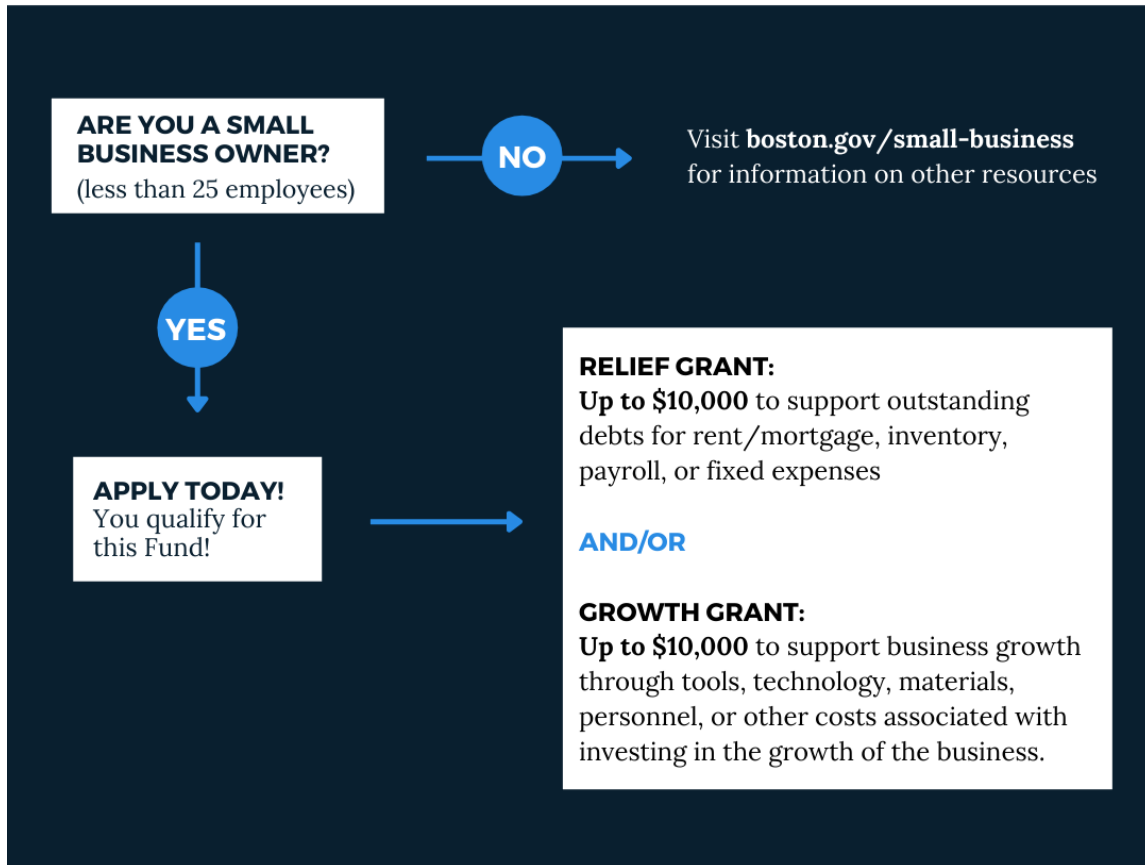 ARE YOU A SMALL
BUSINESS OWNER?
(less than 25 employees)
NO
Visit boston.gov/small-business
for information on other resources
YES
APPLY TODAY!
You qualify for
this Fund!
RELIEF GRANT:
Up to $10,000 to support outstanding
debts for rent/mortgage, inventory,
payroll, or fixed expenses
AND/OR
GROWTH GRANT:
Up to $10,000 to support business growth
through tools, technology, materials,
personnel, or other costs associated with
investing in the growth of the business.